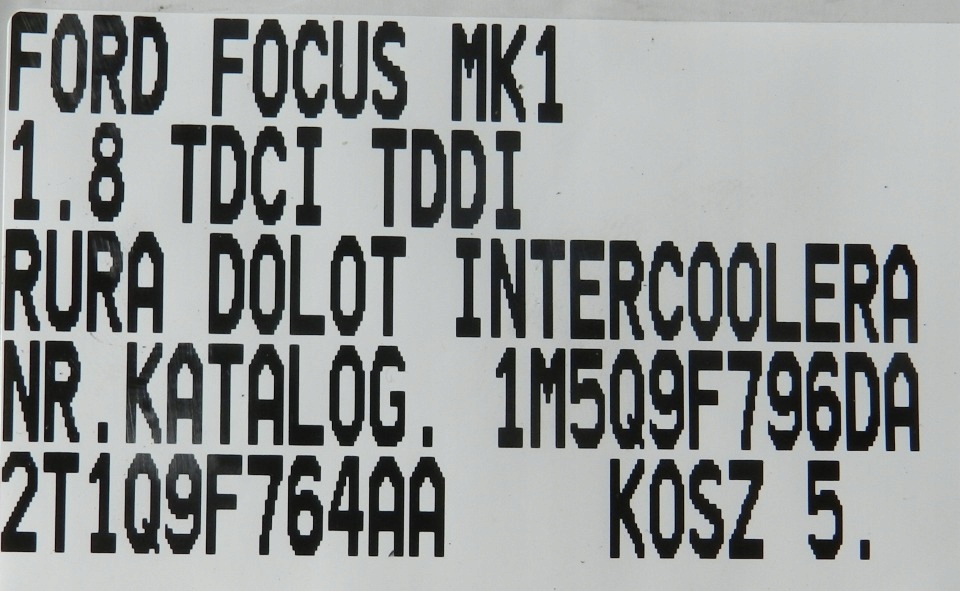 FORD FOCUS MK1
1.8 TDCI TDDI
RURA DOLOT INTERCOOLERA
NR.KATALOG. 1M5Q9F796DA
2T1Q9F764AA KOSZ 5.